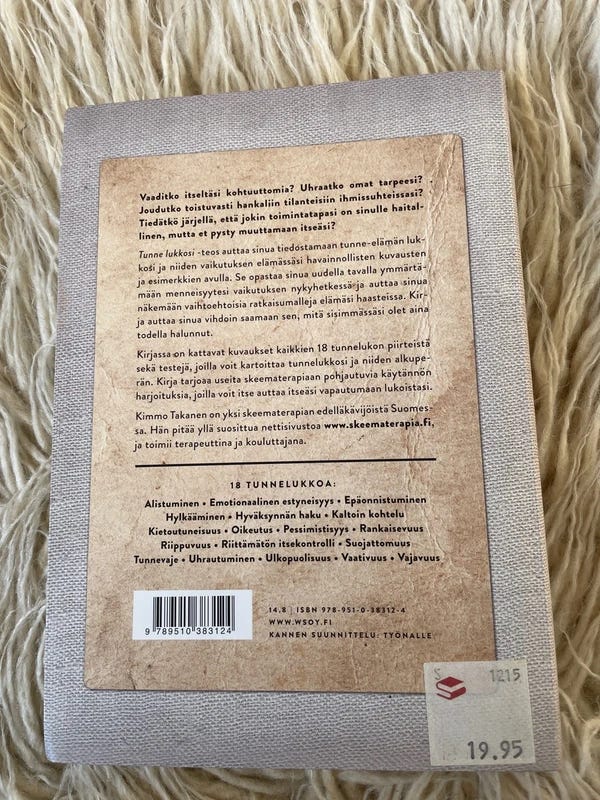 Vaaditko itseltäsi kohtuuttomia? Uhraatko omat tarpeesi?
Joudutko toistuvasti hankaliin tilanteisiin ihmissuhteissasi?
Tiedätkö järjellä, että jokin toimintatapasi on sinulle haital-
linen, mutta et pysty muuttamaan itseäsi?
Tunne lukkosi -teos auttaa sinua tiedostamaan tunne-elämän luk-
kosi ja niiden vaikutuksen elämässäsi havainnollisten kuvausten
ja esimerkkien avulla. Se opastaa sinua uudella tavalla ymmärtä-
mään menneisyytesi vaikutuksen nykyhetkessä ja auttaa sinua
näkemään vaihtoehtoisia ratkaisumalleja elämäsi haasteissa. Kir-
ja auttaa sinua vihdoin saamaan sen, mitä sisimmässäsi olet aina
todella halunnut.
Kirjassa on kattavat kuvaukset kaikkien 18 tunnelukon piirteistä
sekä testejä, joilla voit kartoittaa tunnelukkosi ja niiden alkupe-
rän. Kirja tarjoaa useita skeematerapiaan pohjautuvia käytännön
harjoituksia, joilla voit itse auttaa itseäsi vapautumaan lukoistasi.
Kimmo Takanen on yksi skeematerapian edelläkävijöistä Suomes-
sa. Hän pitää yllä suosittua nettisivustoa www.skeematerapia.fi,
ja toimii terapeuttina ja kouluttajana.
18 TUNNELUKKOA:
Alistuminen • Emotionaalinen estyneisyys • Epäonnistuminen
Hylkääminen • Hyväksynnän haku • Kaltoin kohtelu
Kietoutuneisuus • Oikeutus • Pessimistisyys • Rankaisevuus
Riippuvuus • Riittämätön itsekontrolli • Suojattomuus
Tunnevaje • Uhrautuminen • Ulkopuolisuus • Vaativuus • Vajavuus
14.8 | ISBN 978-951-0-38312-4
WWW.WSOY.FI
KANNEN SUUNNITTELU: TYÖNALLE
9 789510 383124
S 1215
19.95